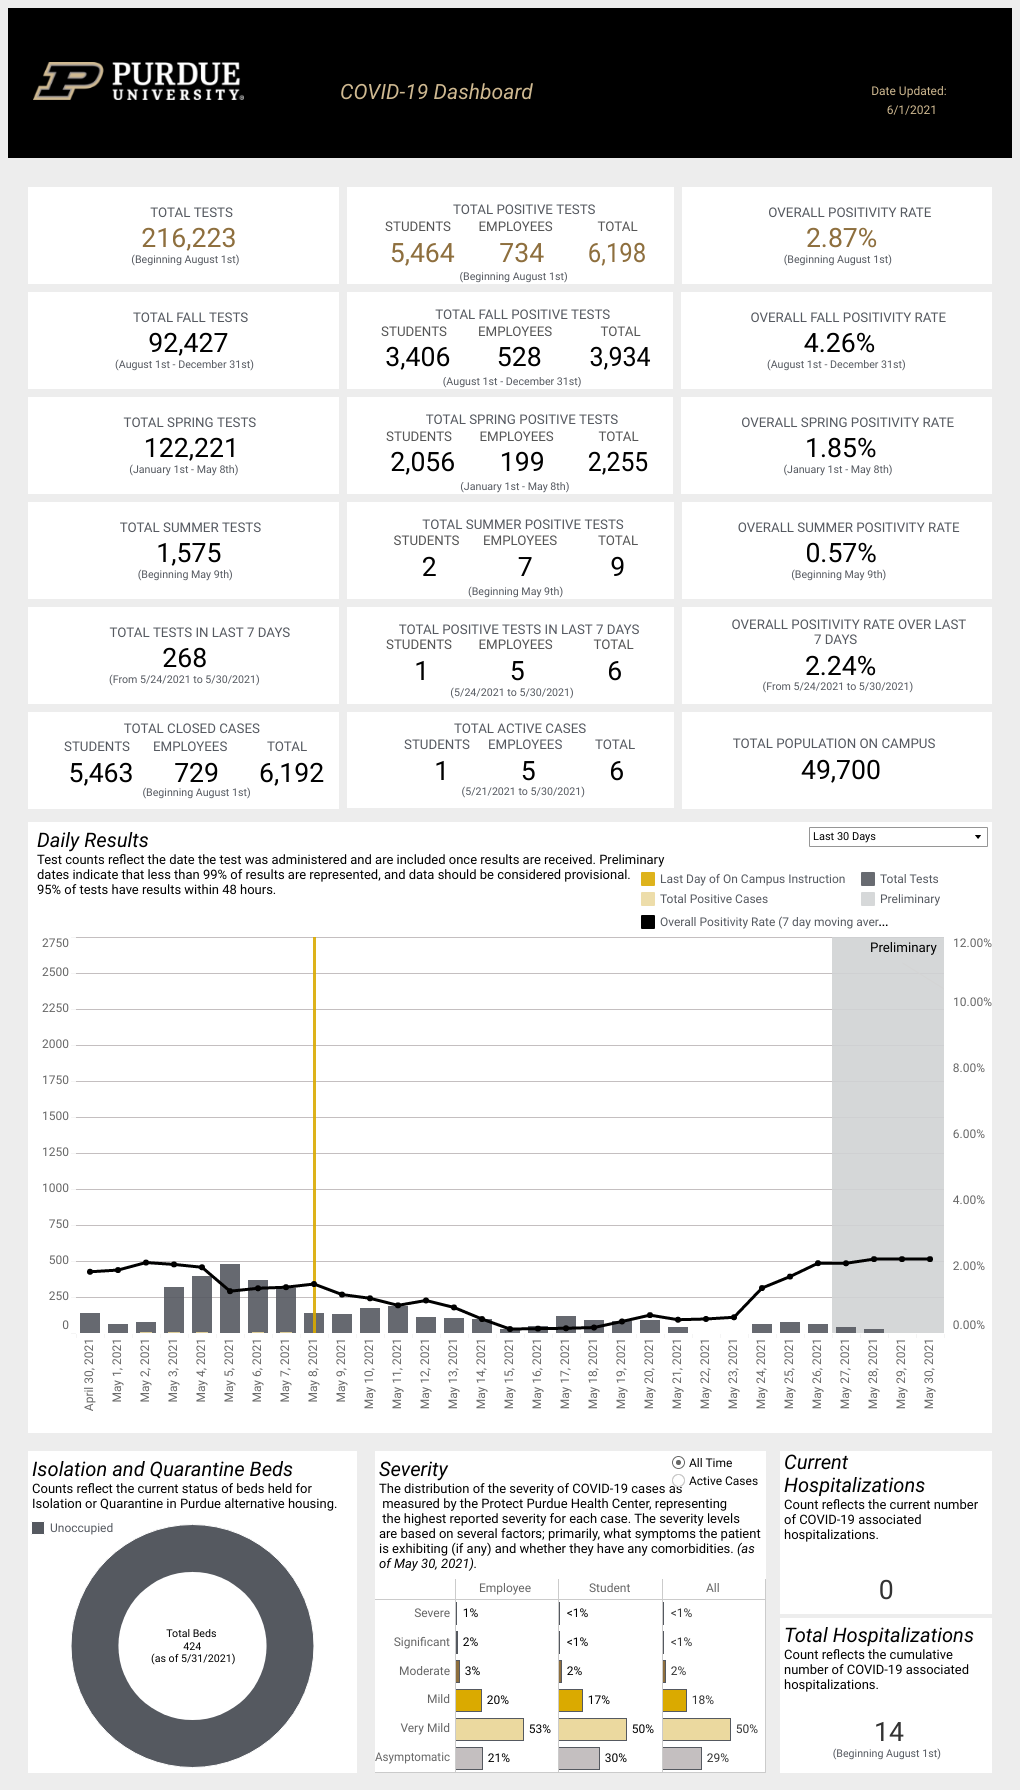 PURDUE
UNIVERSITY®
COVID-19 Dashboard
Date Updated:
6/1/2021
TOTAL TESTS
216,223
(Beginning August 1st)
TOTAL POSITIVE TESTS
STUDENTS EMPLOYEES TOTAL
5,464 734 6,198
(Beginning August 1st)
OVERALL POSITIVITY RATE
2.87%
(Beginning August 1st)
TOTAL FALL TESTS
92,427
(August 1st - December 31st)
TOTAL FALL POSITIVE TESTS
STUDENTS EMPLOYEES TOTAL
3,406 528 3,934
(August 1st - December 31st)
OVERALL FALL POSITIVITY RATE
4.26%
(August 1st - December 31st)
TOTAL SPRING TESTS
122,221
(January 1st - May 8th)
TOTAL SPRING POSITIVE TESTS
STUDENTS EMPLOYEES TOTAL
2,056 199 2,255
(January 1st - May 8th)
OVERALL SPRING POSITIVITY RATE
1.85%
(January 1st - May 8th)
TOTAL SUMMER TESTS
1,575
(Beginning May 9th)
TOTAL SUMMER POSITIVE TESTS
STUDENTS EMPLOYEES TOTAL
2 7 9
(Beginning May 9th)
OVERALL SUMMER POSITIVITY RATE
0.57%
(Beginning May 9th)
TOTAL TESTS IN LAST 7 DAYS
268
(From 5/24/2021 to 5/30/2021)
TOTAL POSITIVE TESTS IN LAST 7 DAYS
STUDENTS EMPLOYEES TOTAL
1 5 6
(5/24/2021 to 5/30/2021)
OVERALL POSITIVITY RATE OVER LAST
7 DAYS
2.24%
(From 5/24/2021 to 5/30/2021)
TOTAL CLOSED CASES
STUDENTS EMPLOYEES TOTAL
5,463 729 6,192
(Beginning August 1st)
TOTAL ACTIVE CASES
STUDENTS EMPLOYEES TOTAL
1 5 6
(5/21/2021 to 5/30/2021)
TOTAL POPULATION ON CAMPUS
49,700
Daily Results
Last 30 Days
Test counts reflect the date the test was administered and are included once results are received. Preliminary
dates indicate that less than 99% of results are represented, and data should be considered provisional.
95% of tests have results within 48 hours.
Last Day of On Campus Instruction
Total Tests
Total Positive Cases
Preliminary
Overall Positivity Rate (7 day moving aver...
Preliminary
2750
2500
2250
2000
1750
1500
1250
1000
750
500
250
0
12.00%
10.00%
8.00%
6.00%
4.00%
2.00%
0.00%
April 30, 2021
May 1, 2021
May 2, 2021
May 3, 2021
May 4, 2021
May 5, 2021
May 6, 2021
May 7, 2021
May 8, 2021
May 9, 2021
May 10, 2021
May 11, 2021
May 12, 2021
May 13, 2021
May 14, 2021
May 15, 2021
May 16, 2021
May 17, 2021
May 18, 2021
May 19, 2021
May 20, 2021
May 21, 2021
May 22, 2021
May 23, 2021
May 24, 2021
May 25, 2021
May 26, 2021
May 27, 2021
May 28, 2021
May 29, 2021
May 30, 2021
Isolation and Quarantine Beds
Counts reflect the current status of beds held for
Isolation or Quarantine in Purdue alternative housing.
Unoccupied
Total Beds
424
(as of 5/31/2021)
Severity
All Time
Active Cases
The distribution of the severity of COVID-19 cases as
measured by the Protect Purdue Health Center, representing
the highest reported severity for each case. The severity levels
are based on several factors; primarily, what symptoms the patient
is exhibiting (if any) and whether they have any comorbidities. (as
of May 30, 2021).
Employee Student All
Severe 1% <1% <1%
Significant 2% <1% <1%
Moderate 3% 2% 2%
Mild 20% 17% 18%
Very Mild 53% 50% 50%
Asymptomatic 21% 30% 29%
Current
Hospitalizations
Count reflects the current number
of COVID-19 associated
hospitalizations.
0
Total Hospitalizations
Count reflects the cumulative
number of COVID-19 associated
hospitalizations.
14
(Beginning August 1st)